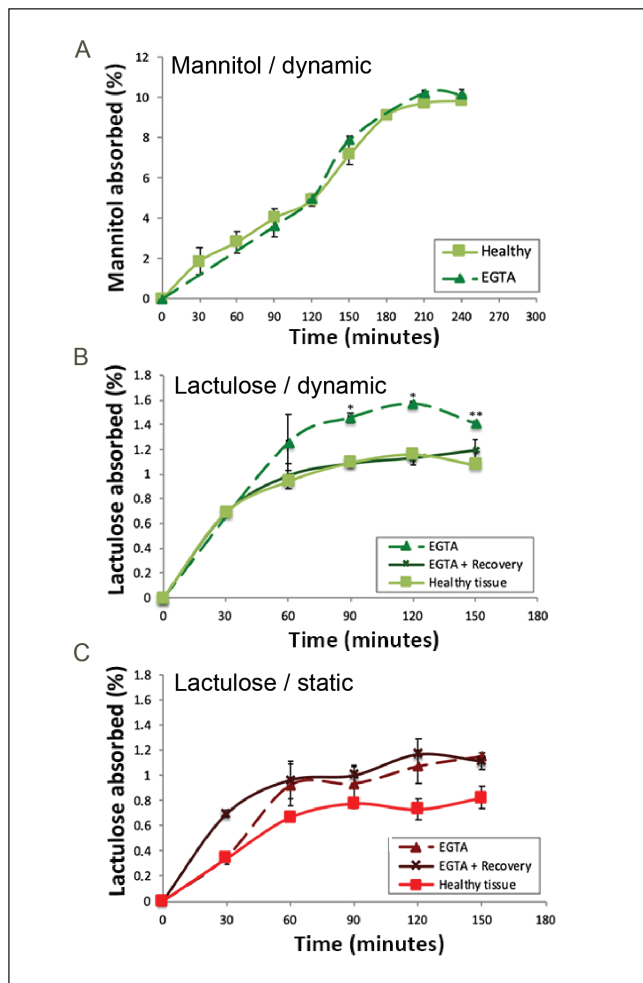 A
Mannitol / dynamic
Mannitol absorbed (%)
12
10
8
6
4
2
0
0 30 60 90 120 150 180 210 240 270 300
Time (minutes)
Healthy
EGTA
B
Lactulose / dynamic
Lactulose absorbed (%)
1.8
1.6
1.4
1.2
1
0.8
0.6
0.4
0.2
0
* * **
0 30 60 90 120 150 180
Time (minutes)
EGTA
EGTA + Recovery
Healthy tissue
C
Lactulose / static
Lactulose absorbed (%)
1.8
1.6
1.4
1.2
1
0.8
0.6
0.4
0.2
0
0 30 60 90 120 150 180
Time (minutes)
EGTA
EGTA + Recovery
Healthy tissue